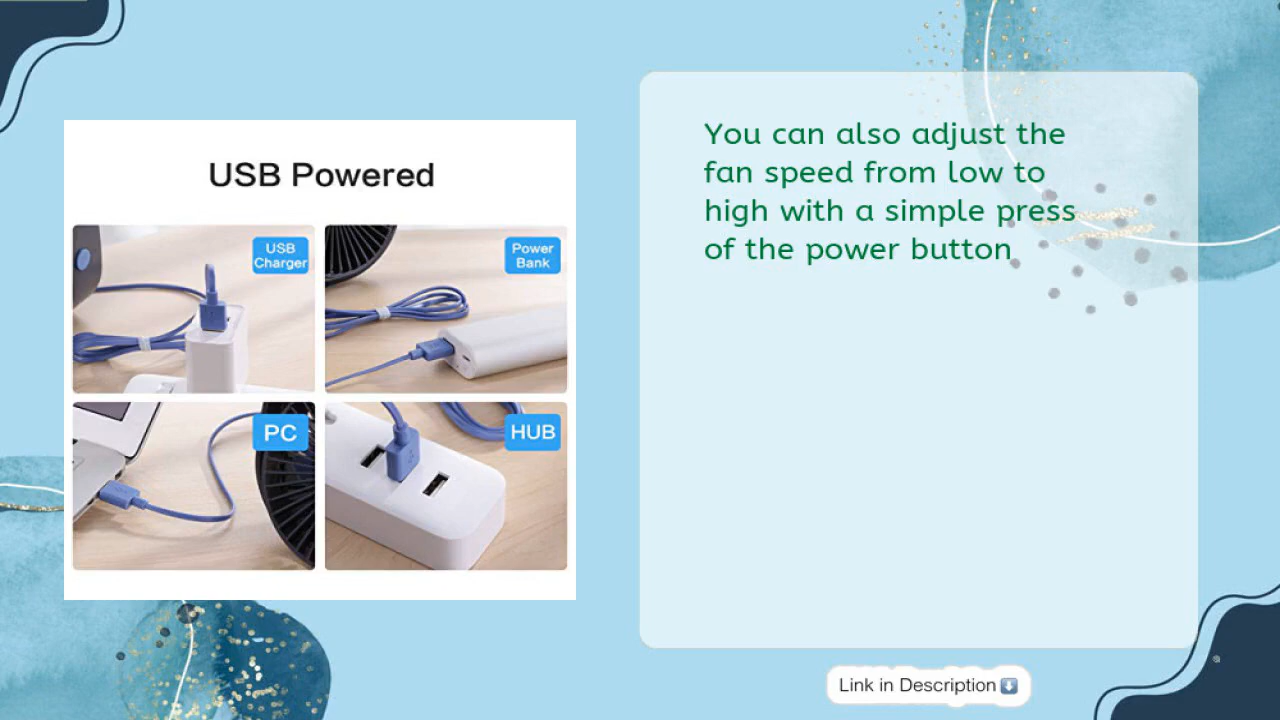 USB Powered
USB
Charger
Power
Bank
PC
HUB
You can also adjust the
fan speed from low to
high with a simple press
of the power button
Link in Description⬇️